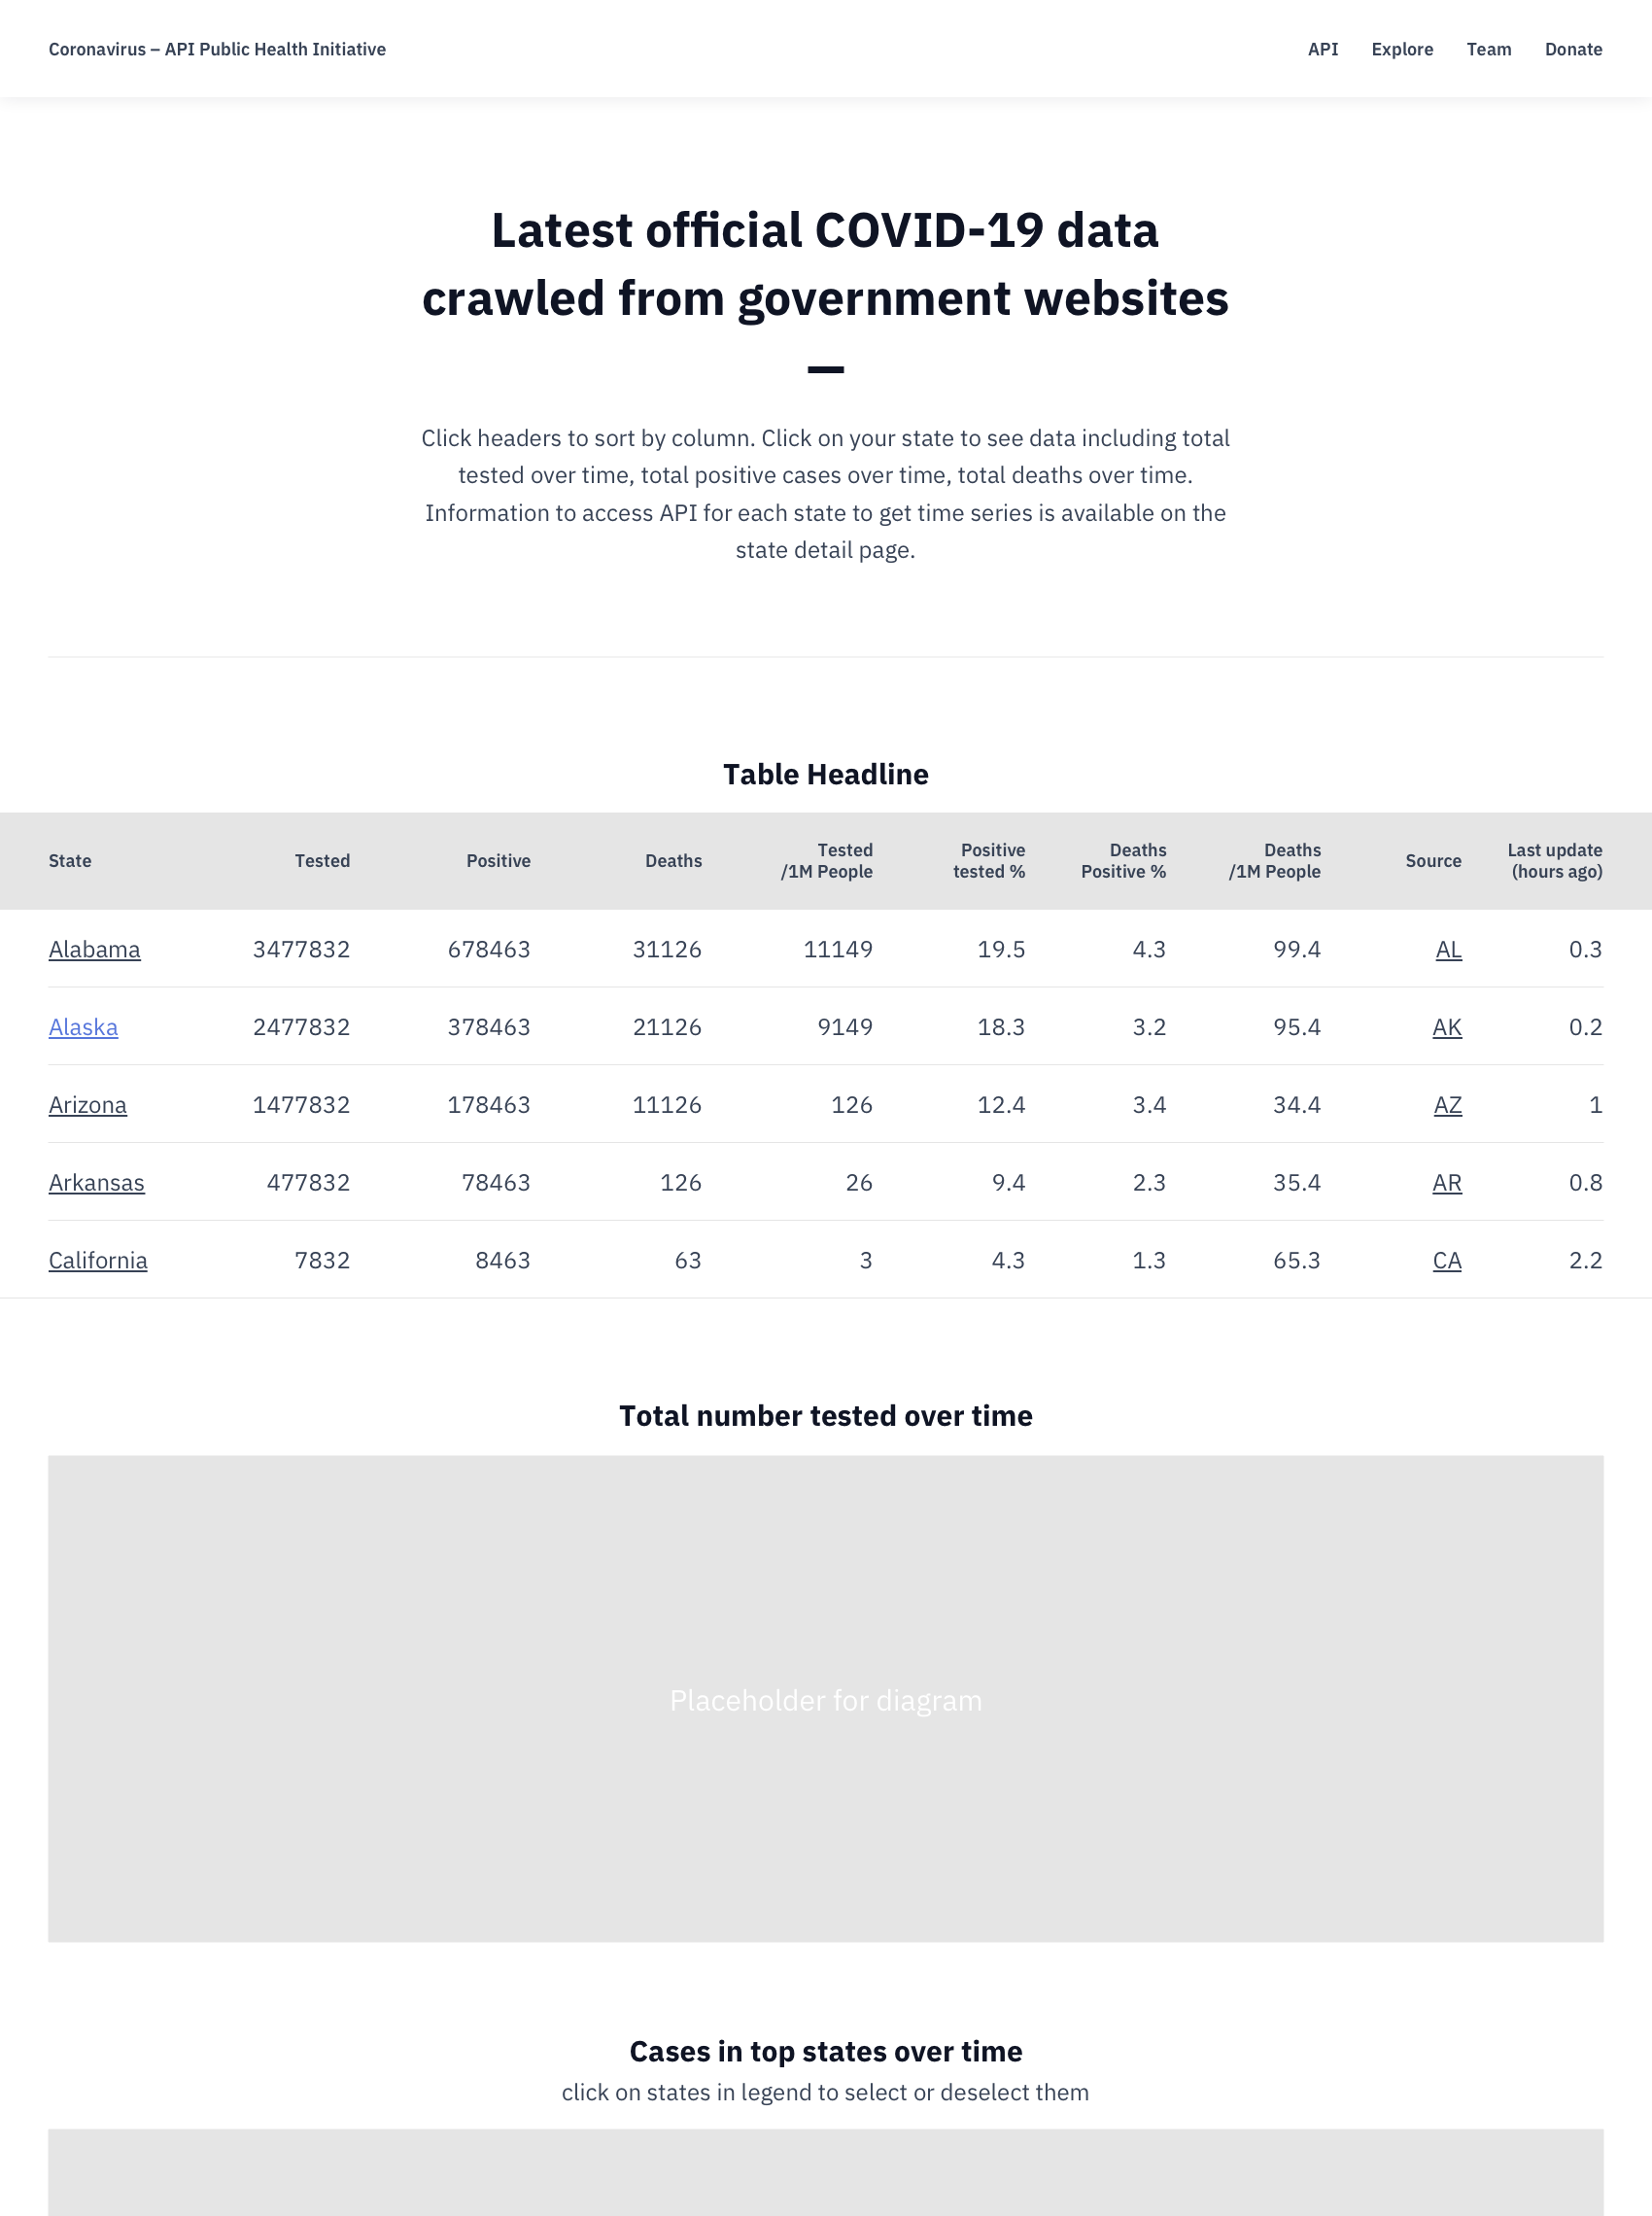 Coronavirus – API Public Health Initiative API Explore Team Donate
Latest official COVID-19 data
crawled from government websites
—
Click headers to sort by column. Click on your state to see data including total
tested over time, total positive cases over time, total deaths over time.
Information to access API for each state to get time series is available on the
state detail page.
Table Headline
State Tested Positive Deaths Tested /1M People Positive tested % Deaths Positive % Deaths /1M People Source Last update (hours ago)
Alabama 3477832 678463 31126 11149 19.5 4.3 99.4 AL 0.3
Alaska 2477832 378463 21126 9149 18.3 3.2 95.4 AK 0.2
Arizona 1477832 178463 11126 126 12.4 3.4 34.4 AZ 1
Arkansas 477832 78463 126 26 9.4 2.3 35.4 AR 0.8
California 7832 8463 63 3 4.3 1.3 65.3 CA 2.2
Total number tested over time
Placeholder for diagram
Cases in top states over time
click on states in legend to select or deselect them